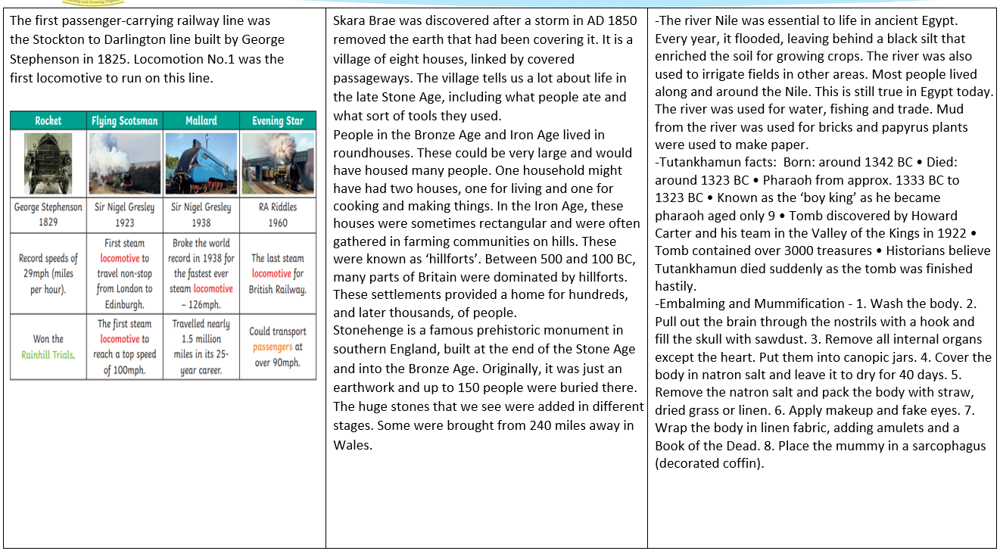 The first passenger-carrying railway line was
the Stockton to Darlington line built by George
Stephenson in 1825. Locomotion No.1 was the
first locomotive to run on this line.
Rocket
Flying Scotsman
Mallard
Evening Star
George Stephenson
1829
Sir Nigel Gresley
1923
Sir Nigel Gresley
1938
RA Riddles
1960
Record speeds of
29mph (miles
per hour).
First steam
locomotive to
travel non-stop
from London to
Edinburgh.
Broke the world
record in 1938 for
the fastest ever
steam locomotive
– 126mph.
The last steam
locomotive for
British Railway.
Won the
Rainhill Trials.
The first steam
locomotive to
reach a top speed
of 100mph.
Travelled nearly
1.5 million
miles in its 25-
year career.
Could transport
passengers at
over 90mph.
Skara Brae was discovered after a storm in AD 1850
removed the earth that had been covering it. It is a
village of eight houses, linked by covered
passageways. The village tells us a lot about life in
the late Stone Age, including what people ate and
what sort of tools they used.
People in the Bronze Age and Iron Age lived in
roundhouses. These could be very large and would
have housed many people. One household might
have had two houses, one for living and one for
cooking and making things. In the Iron Age, these
houses were sometimes rectangular and were often
gathered in farming communities on hills. These
were known as ‘hillforts’. Between 500 and 100 BC,
many parts of Britain were dominated by hillforts.
These settlements provided a home for hundreds,
and later thousands, of people.
Stonehenge is a famous prehistoric monument in
southern England, built at the end of the Stone Age
and into the Bronze Age. Originally, it was just an
earthwork and up to 150 people were buried there.
The huge stones that we see were added in different
stages. Some were brought from 240 miles away in
Wales.
-The river Nile was essential to life in ancient Egypt.
Every year, it flooded, leaving behind a black silt that
enriched the soil for growing crops. The river was also
used to irrigate fields in other areas. Most people lived
along and around the Nile. This is still true in Egypt today.
The river was used for water, fishing and trade. Mud
from the river was used for bricks and papyrus plants
were used to make paper.
-Tutankhamun facts: Born: around 1342 BC • Died:
around 1323 BC • Pharaoh from approx. 1333 BC to
1323 BC • Known as the ‘boy king’ as he became
pharaoh aged only 9 • Tomb discovered by Howard
Carter and his team in the Valley of the Kings in 1922 •
Tomb contained over 3000 treasures • Historians believe
Tutankhamun died suddenly as the tomb was finished
hastily.
-Embalming and Mummification - 1. Wash the body. 2.
Pull out the brain through the nostrils with a hook and
fill the skull with sawdust. 3. Remove all internal organs
except the heart. Put them into canopic jars. 4. Cover the
body in natron salt and leave it to dry for 40 days. 5.
Remove the natron salt and pack the body with straw,
dried grass or linen. 6. Apply makeup and fake eyes. 7.
Wrap the body in linen fabric, adding amulets and a
Book of the Dead. 8. Place the mummy in a sarcophagus
(decorated coffin).